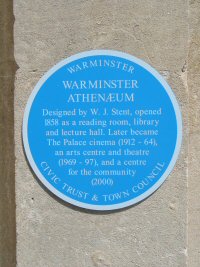 WARMINSTER
WARMINSTER
ATHENÆUM
Designed by W. J. Stent, opened
1858 as a reading room, library
and lecture hall. Later became
The Palace cinema (1912 - 64),
an arts centre and theatre
(1969 - 97), and a centre
for the community
(2000)
CIVIC TRUST & TOWN COUNCIL